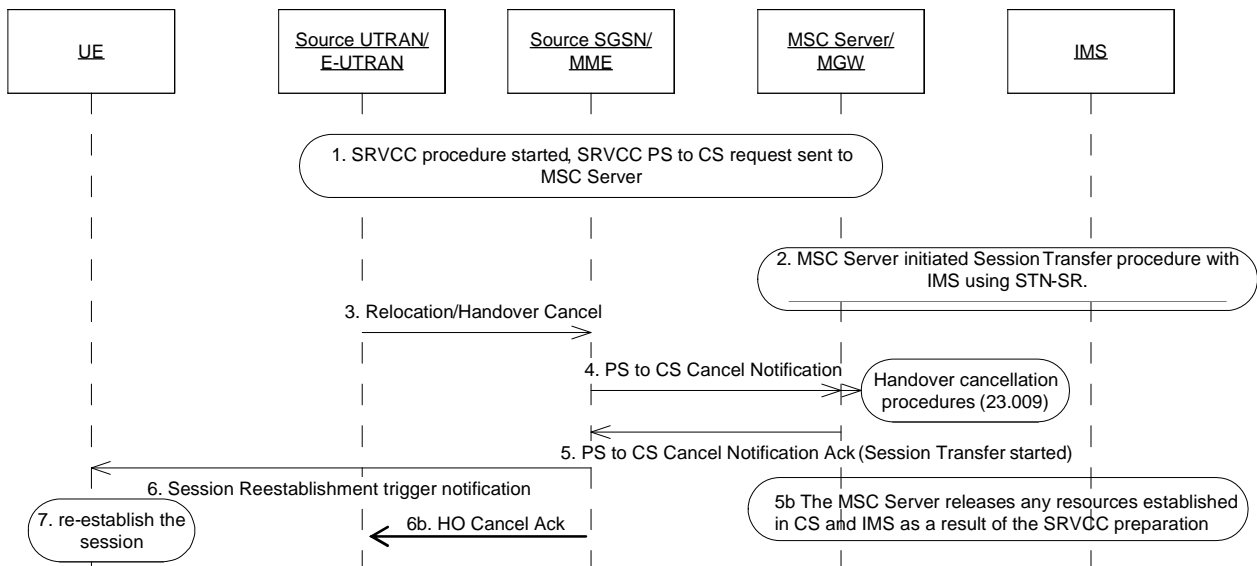 UE
Source UTRAN/
E-UTRAN
Source SGSN/
MME
MSC Server/
MGW
IMS
1. SRVCC procedure started, SRVCC PS to CS request sent to
MSC Server
2. MSC Server initiated Session Transfer procedure with
IMS using STN-SR.
3. Relocation/Handover Cancel
4. PS to CS Cancel Notification
Handover cancellation
procedures (23.009)
5. PS to CS Cancel Notification Ack (Session Transfer started)
6. Session Reestablishment trigger notification
5b The MSC Server releases any resources established
in CS and IMS as a result of the SRVCC preparation
7. re-establish the
session
6b. HO Cancel Ack